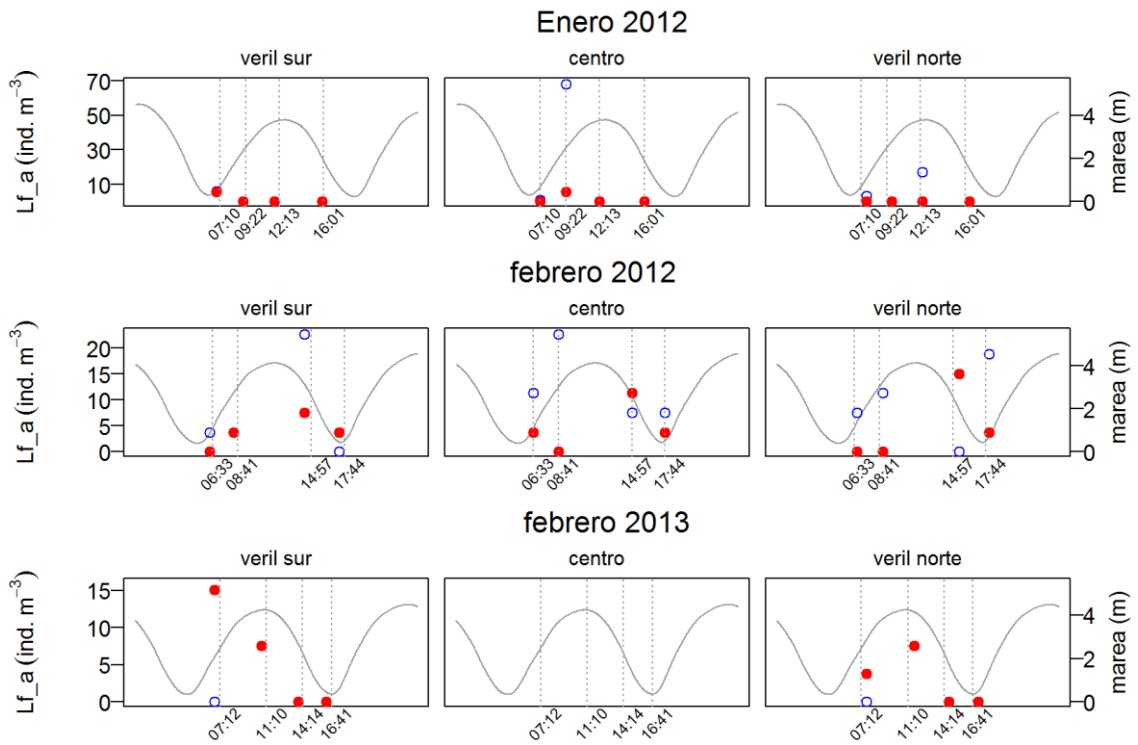 Enero 2012
veril sur centro veril norte
Lf_a (ind. m⁻³)
70
50
30
10
4
2
0
marea (m)
07:10 09:22 12:13 16:01 07:10 09:22 12:13 16:01 07:10 09:22 12:13 16:01
febrero 2012
veril sur centro veril norte
Lf_a (ind. m⁻³)
20
15
10
5
0
4
2
0
marea (m)
06:33 08:41 14:57 17:44 06:33 08:41 14:57 17:44 06:33 08:41 14:57 17:44
febrero 2013
veril sur centro veril norte
Lf_a (ind. m⁻³)
15
10
5
0
4
2
0
marea (m)
07:12 11:10 14:14 16:41 07:12 11:10 14:14 16:41 07:12 11:10 14:14 16:41